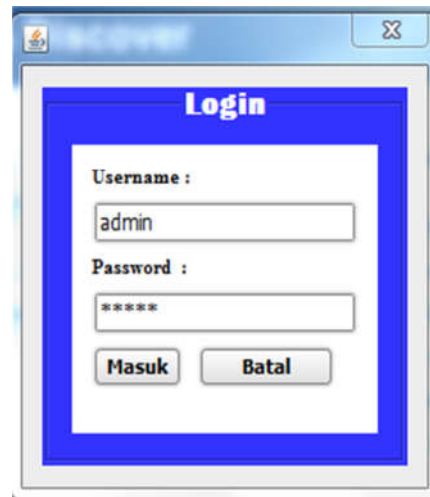 Login
Username :
admin
Password :
*****
Masuk Batal